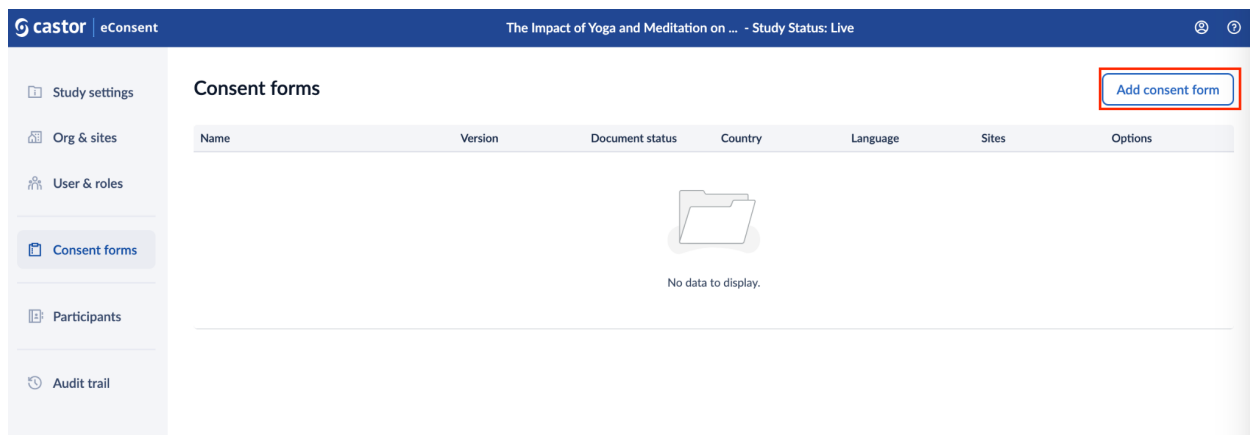 castor eConsent
The Impact of Yoga and Meditation on ... - Study Status: Live
Study settings
Org & sites
User & roles
Consent forms
Participants
Audit trail
Consent forms
Add consent form
Name Version Document status Country Language Sites Options
No data to display.